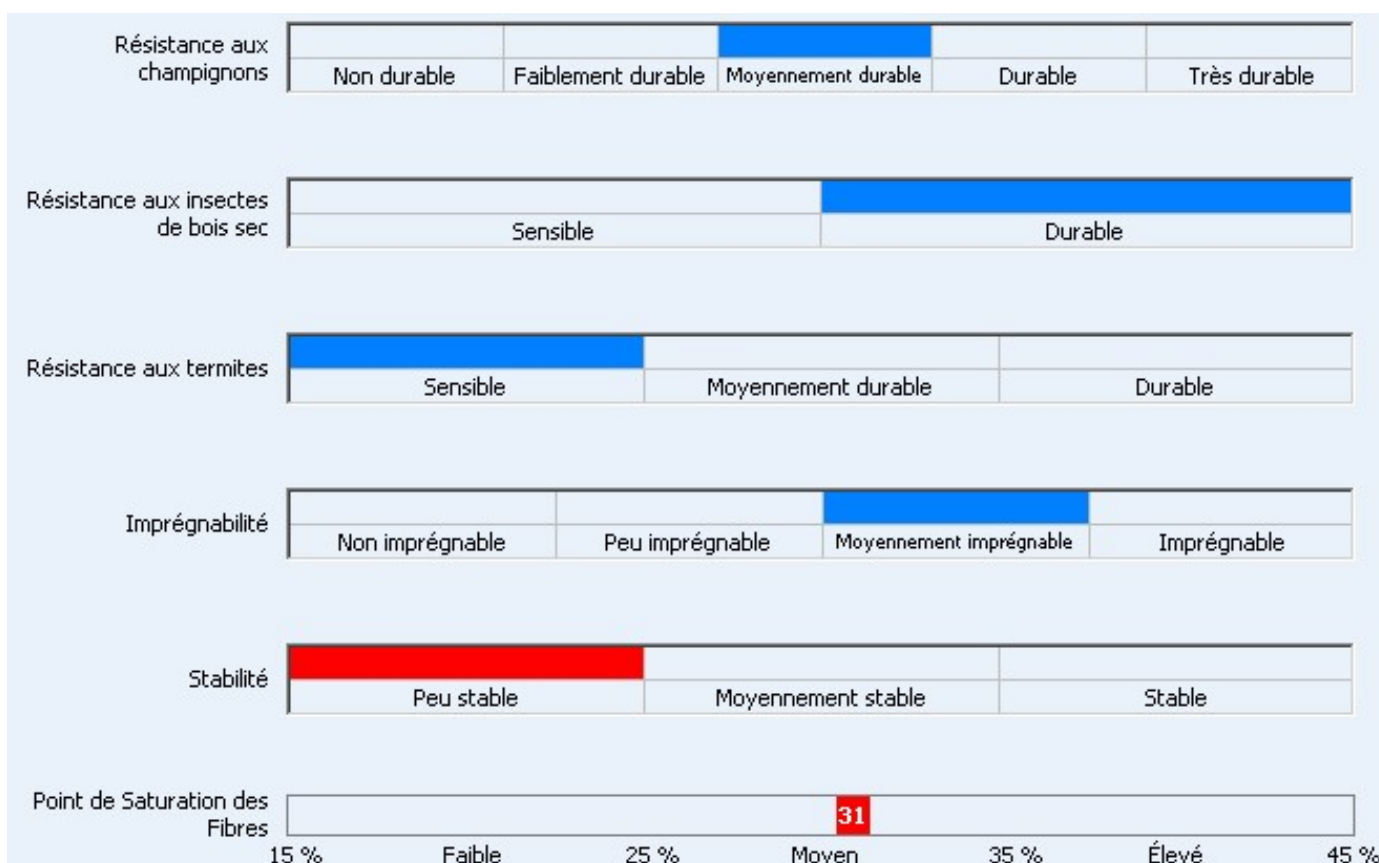 Résistance aux
champignons
Non durable Faiblement durable Moyennement durable Durable Très durable
Résistance aux insectes
de bois sec
Sensible Durable
Résistance aux termites
Sensible Moyennement durable Durable
Imprégnabilité
Non imprégnable Peu imprégnable Moyennement imprégnable Imprégnable
Stabilité
Peu stable Moyennement stable Stable
Point de Saturation des
Fibres
31
15 % Faible 25 % Moyen 35 % Élevé 45 %